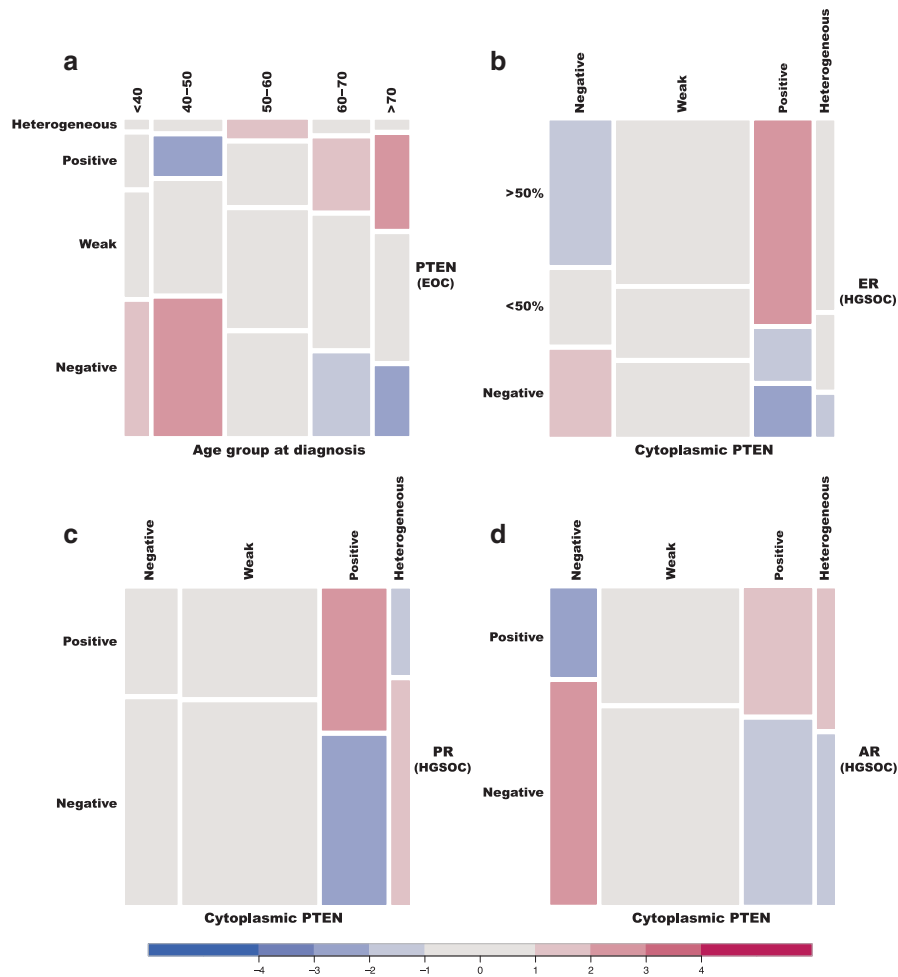 a
<40
40–50
50–60
60–70
>70
Heterogeneous
Positive
Weak
Negative
PTEN
(EOC)
Age group at diagnosis
b
Negative
Weak
Positive
Heterogeneous
>50%
<50%
Negative
ER
(HGSOC)
Cytoplasmic PTEN
c
Negative
Weak
Positive
Heterogeneous
Positive
Negative
PR
(HGSOC)
Cytoplasmic PTEN
d
Negative
Weak
Positive
Heterogeneous
Positive
Negative
AR
(HGSOC)
Cytoplasmic PTEN
–4 –3 –2 –1 0 1 2 3 4